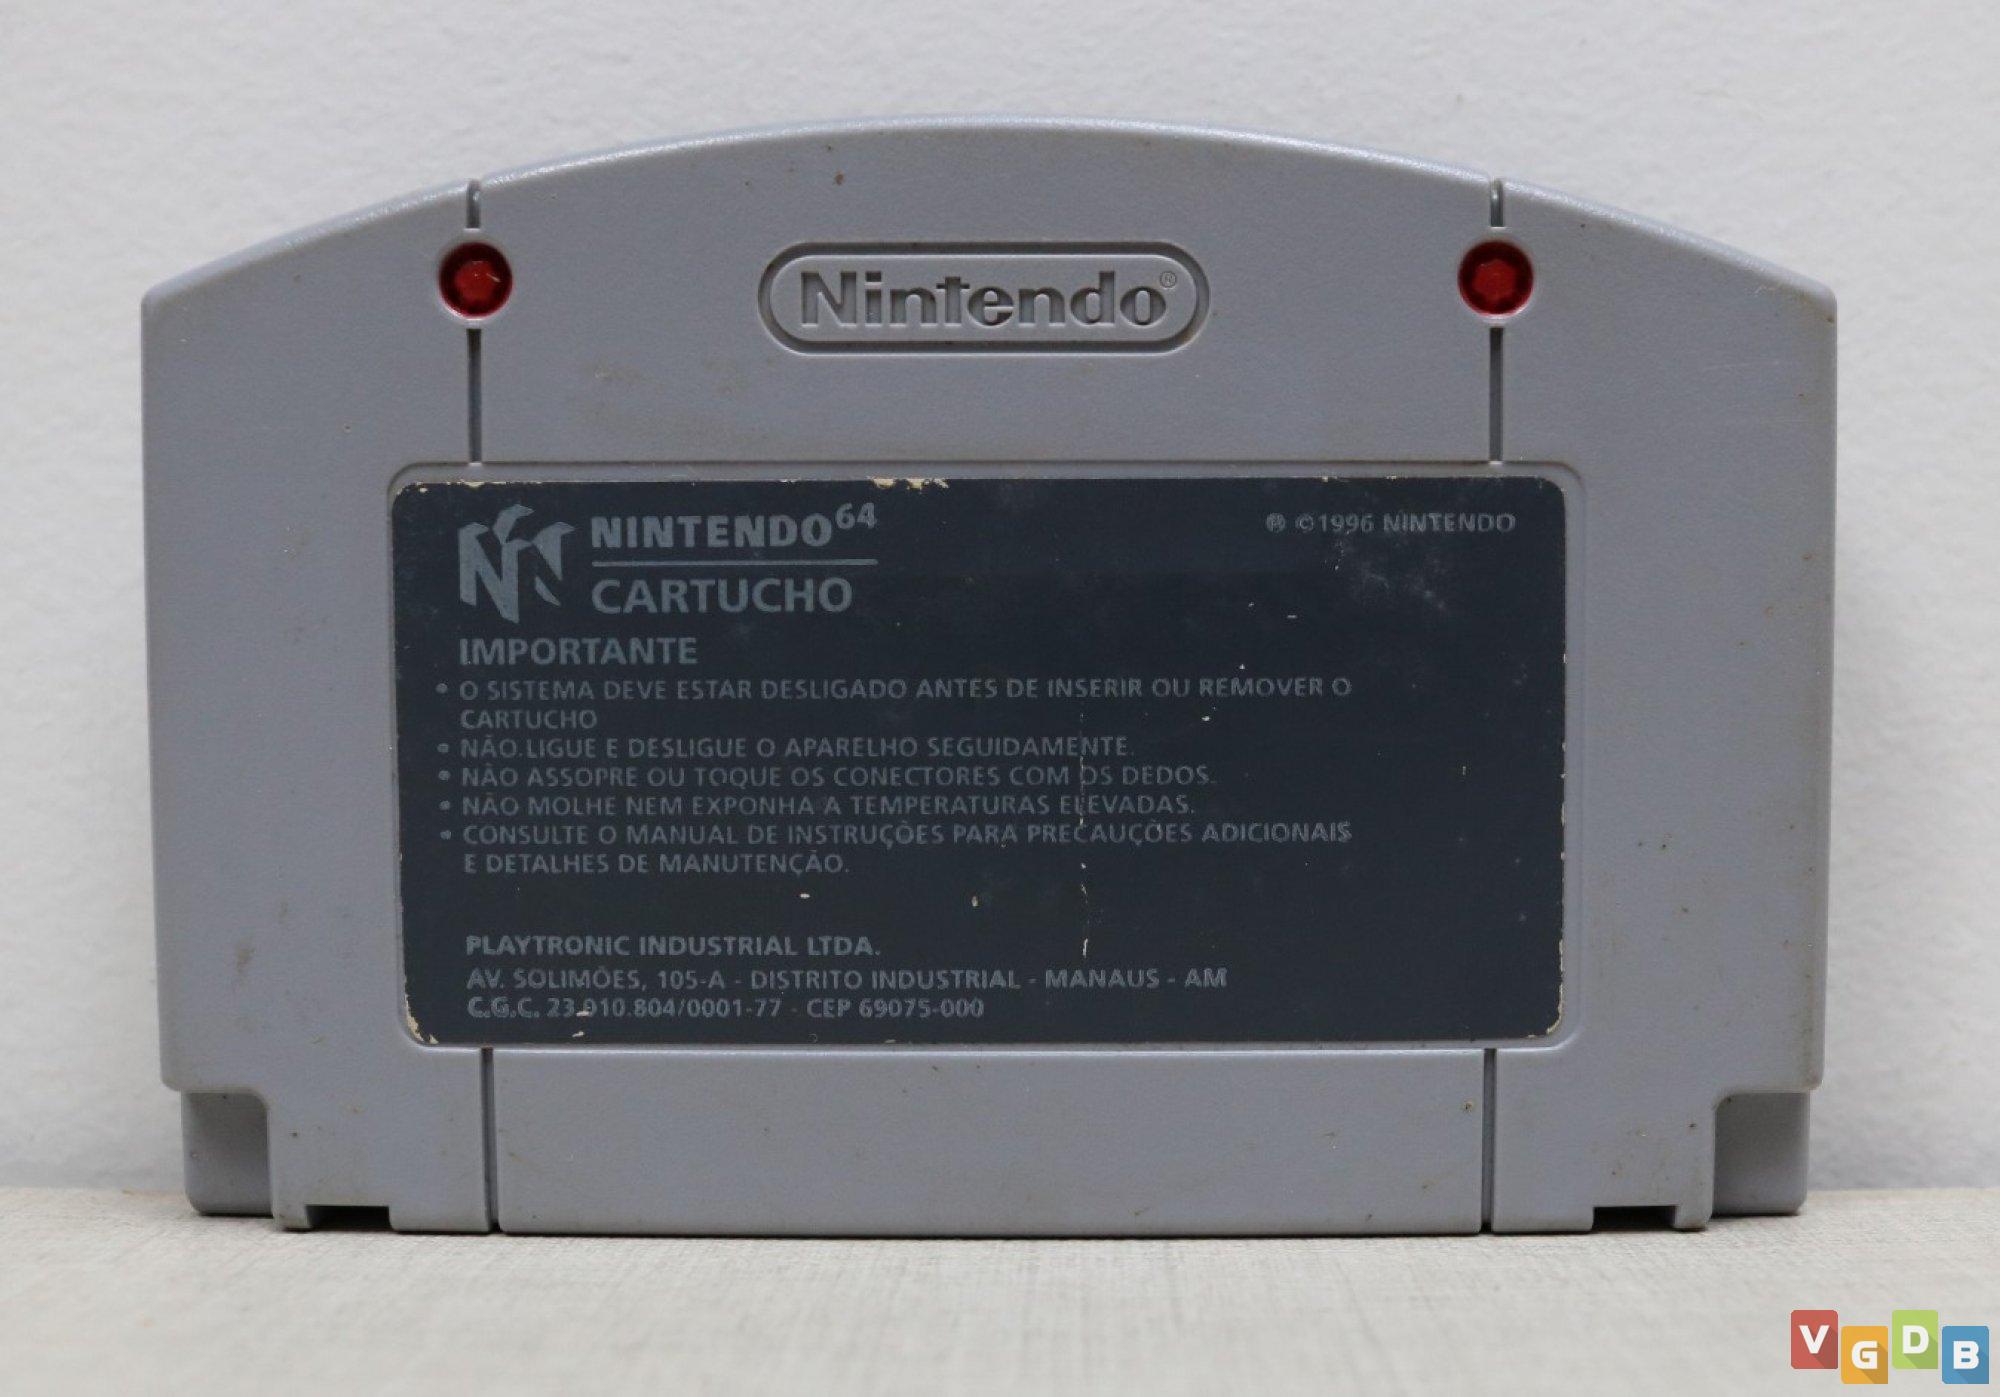 Nintendo®
NINTENDO64
® ©1996 NINTENDO
CARTUCHO
IMPORTANTE
• O SISTEMA DEVE ESTAR DESLIGADO ANTES DE INSERIR OU REMOVER O
CARTUCHO
• NÃO LIGUE E DESLIGUE O APARELHO SEGUIDAMENTE.
• NÃO ASSOPRE OU TOQUE OS CONECTORES COM OS DEDOS.
• NÃO MOLHE NEM EXPONHA A TEMPERATURAS ELEVADAS.
• CONSULTE O MANUAL DE INSTRUÇÕES PARA PRECAUÇÕES ADICIONAIS
E DETALHES DE MANUTENÇÃO.
PLAYTRONIC INDUSTRIAL LTDA.
AV. SOLIMÕES, 105-A - DISTRITO INDUSTRIAL - MANAUS - AM
C.G.C. 23.010.804/0001-77 - CEP 69075-000
VGDB